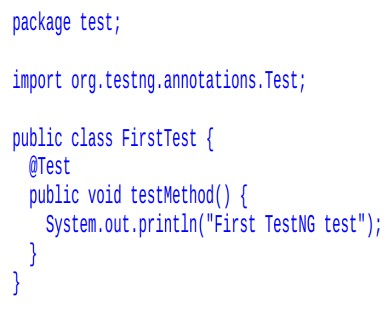 package test;

import org.testng.annotations.Test;

public class FirstTest {
  @Test
  public void testMethod() {
    System.out.println("First TestNG test");
  }
}